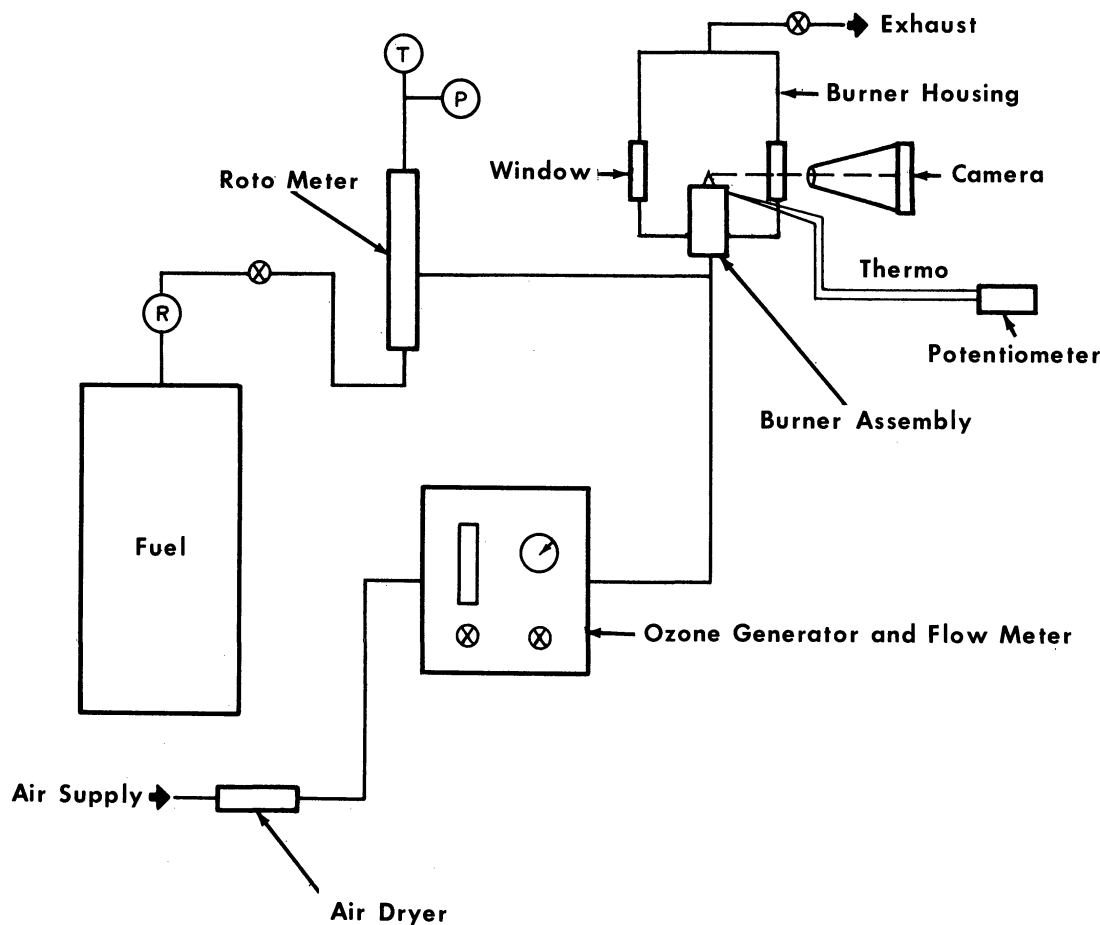 Exhaust
T
P
Burner Housing
Window
Camera
Roto Meter
Thermo
R
Potentiometer
Burner Assembly
Fuel
Ozone Generator and Flow Meter
Air Supply
Air Dryer